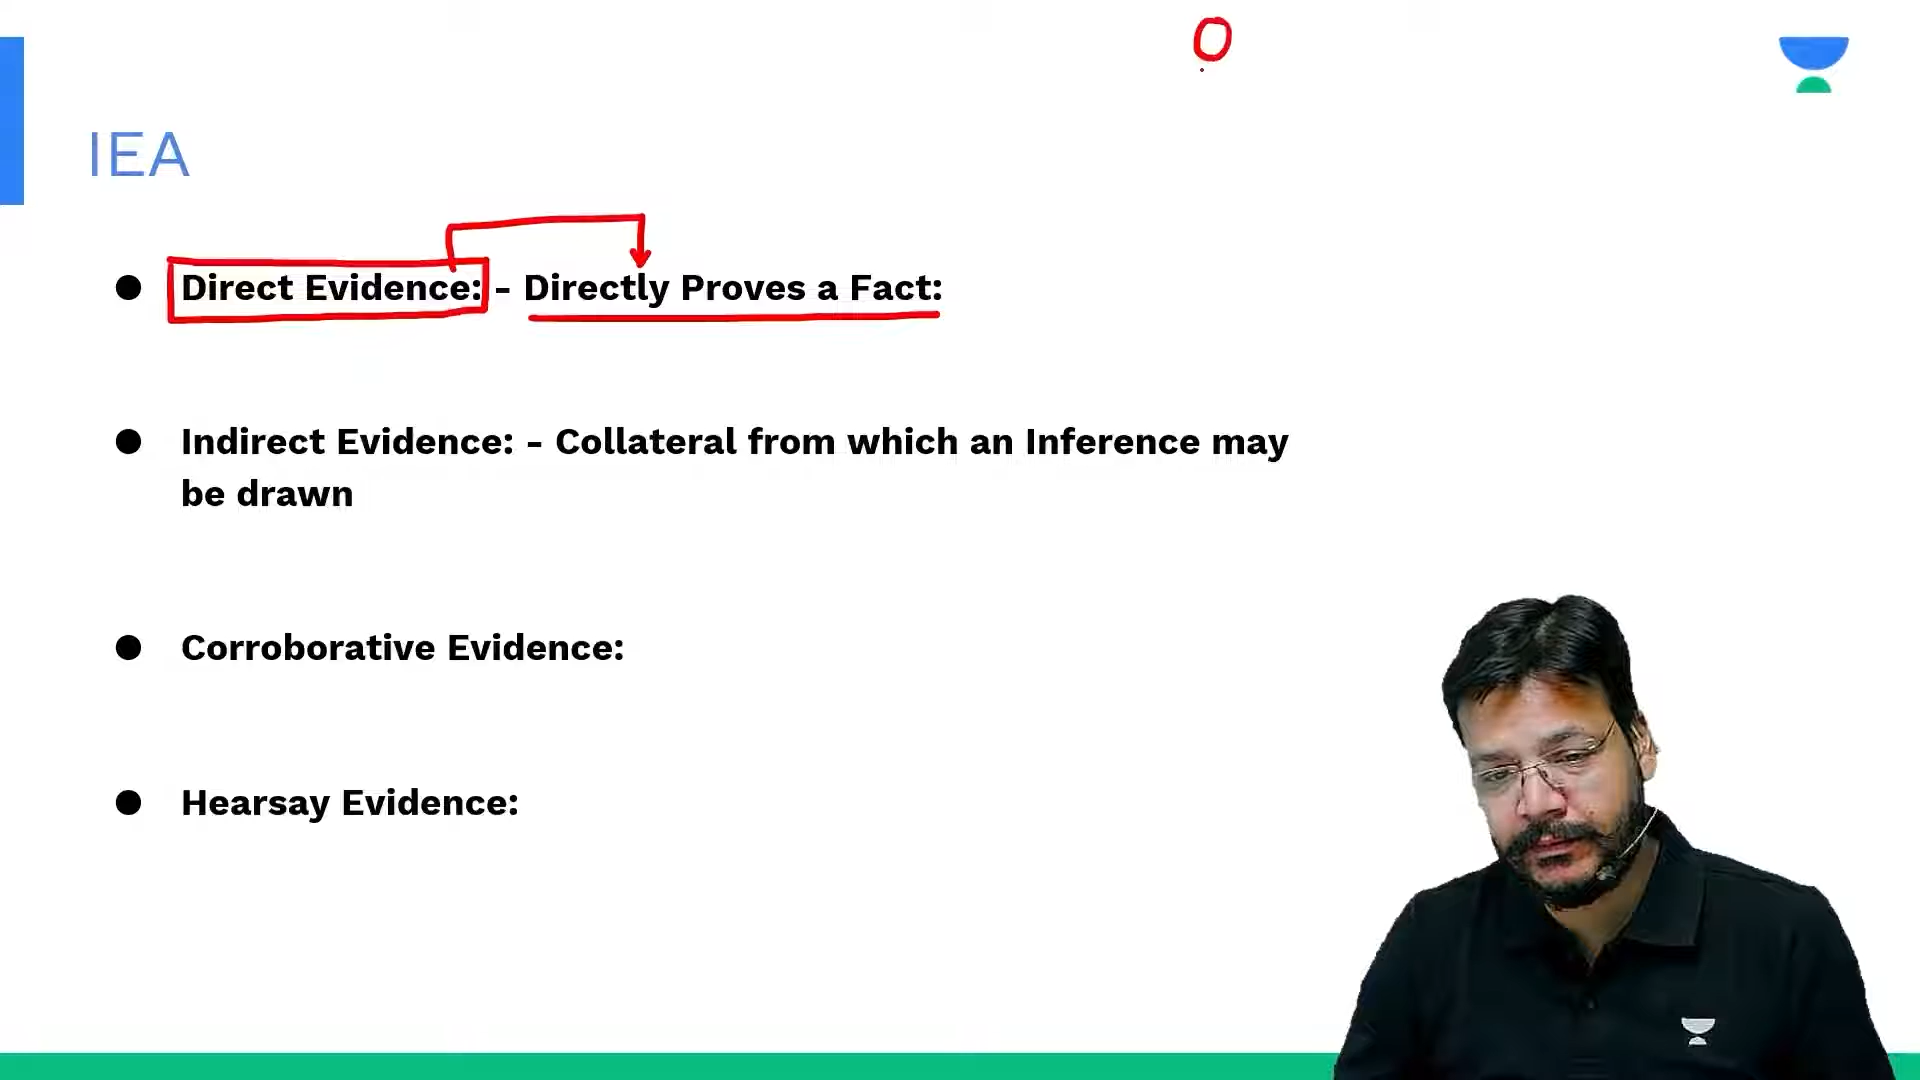 IEA
Direct Evidence: - Directly Proves a Fact:
Indirect Evidence: - Collateral from which an Inference may
be drawn
Corroborative Evidence:
Hearsay Evidence: